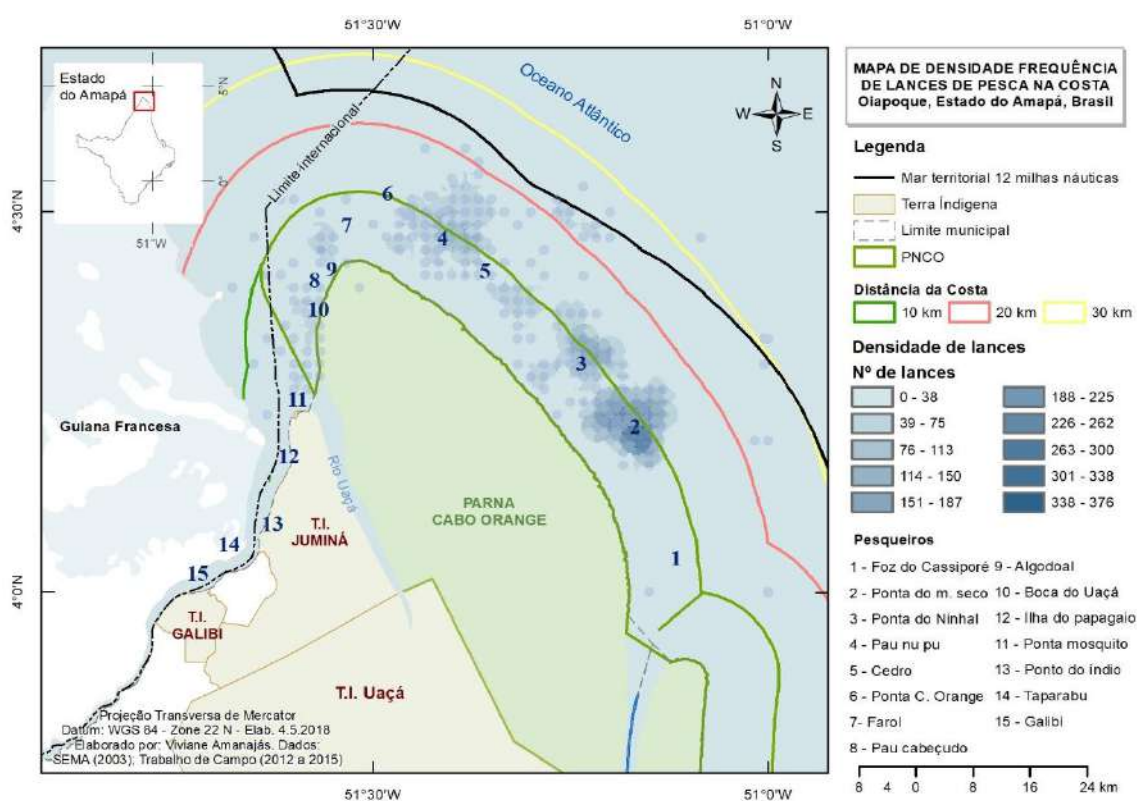 51°30'W
51°0'W
Estado
do Amapá
5°N
0°
51°W
Oceano Atlântico
Limite internacional
N
W
E
S
4°30'N
4°0'N
6
7
4
5
9
8
10
3
2
11
12
13
14
15
1
Guiana Francesa
Rio Uaçá
PARNA
CABO ORANGE
T.I.
JUMINÁ
T.I.
GALIBI
T.I. Uaçá
Projeção Transversa de Mercator
Datum: WGS 84 - Zone 22 N - Elab. 4.5.2018
Elaborado por: Viviane Amanajás. Dados:
SEMA (2003); Trabalho de Campo (2012 a 2015)
51°30'W
51°0'W
MAPA DE DENSIDADE FREQUÊNCIA
DE LANCES DE PESCA NA COSTA
Oiapoque, Estado do Amapá, Brasil
Legenda
Mar territorial 12 milhas náuticas
Terra Índigena
Limite municipal
PNCO
Distância da Costa
10 km
20 km
30 km
Densidade de lances
Nº de lances
0 - 38
188 - 225
39 - 75
226 - 262
76 - 113
263 - 300
114 - 150
301 - 338
151 - 187
338 - 376
Pesqueiros
1 - Foz do Cassiporé 9 - Algodoal
2 - Ponta do m. seco 10 - Boca do Uaçá
3 - Ponta do Ninhal 12 - Ilha do papagaio
4 - Pau nu pu 11 - Ponta mosquito
5 - Cedro 13 - Ponto do índio
6 - Ponta C. Orange 14 - Taparabu
7- Farol 15 - Galibi
8 - Pau cabeçudo
8 4 0 8 16 24 km